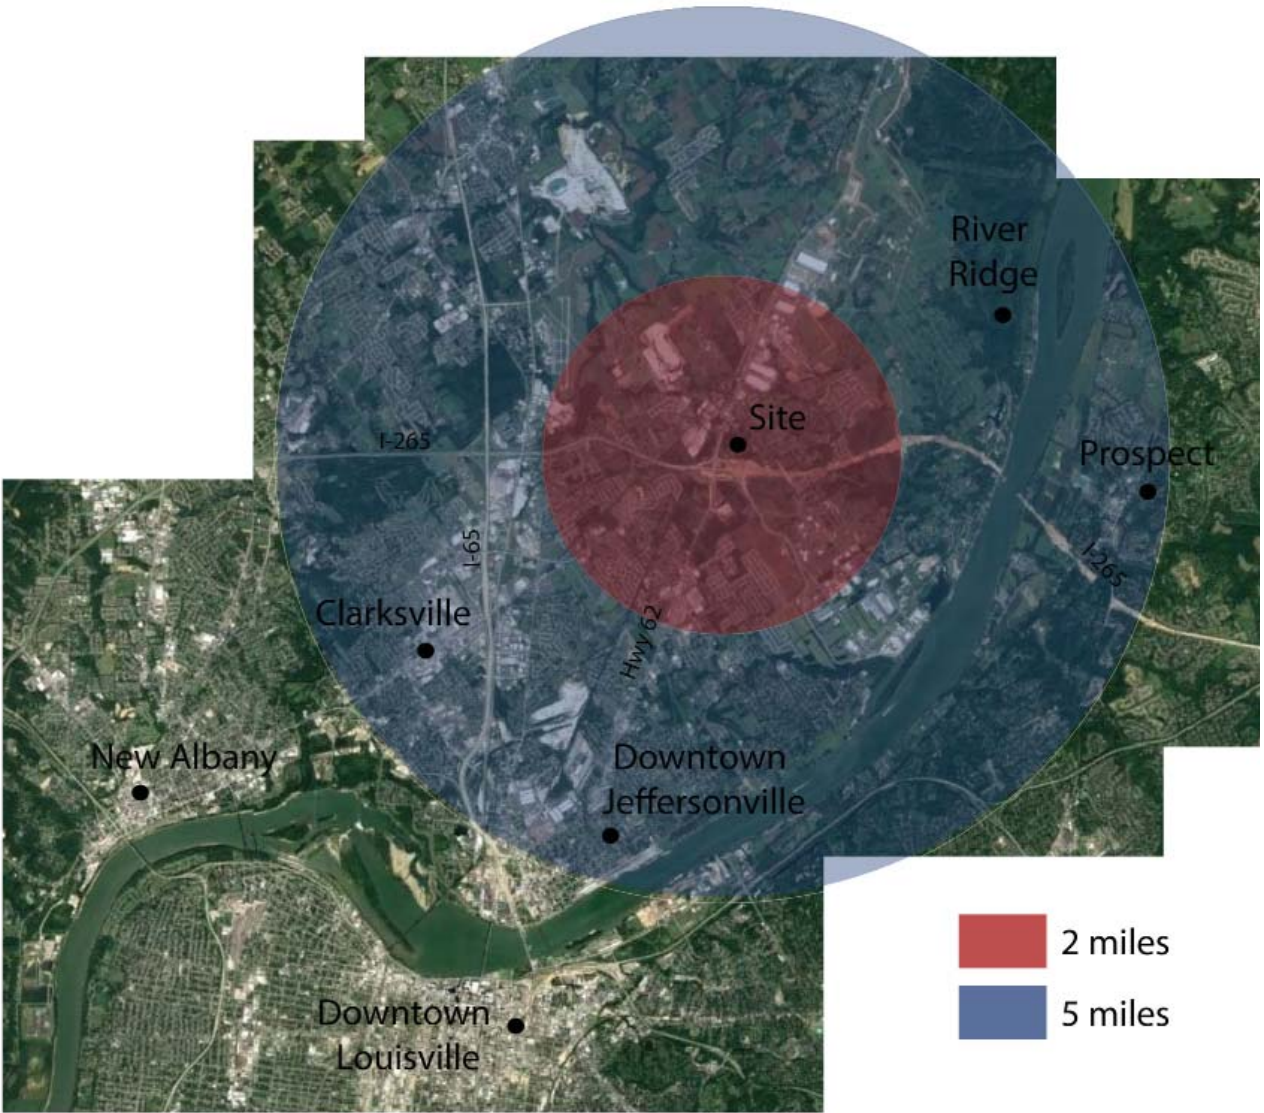 River
Ridge
Site
I-265
Prospect
I-65
I-265
Clarksville
Hwy 62
New Albany
Downtown
Jeffersonville
2 miles
5 miles
Downtown
Louisville